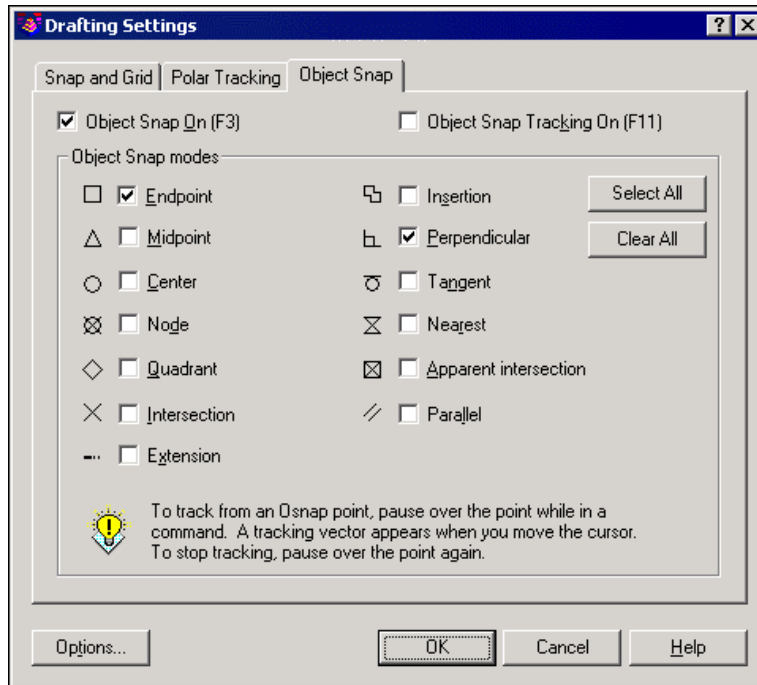 Drafting Settings
Snap and Grid
Polar Tracking
Object Snap
Object Snap On (F3)
Object Snap Tracking On (F11)
Object Snap modes
Endpoint
Midpoint
Center
Node
Quadrant
Intersection
Extension
Insertion
Perpendicular
Tangent
Nearest
Apparent intersection
Parallel
Select All
Clear All
To track from an Osnap point, pause over the point while in a
command. A tracking vector appears when you move the cursor.
To stop tracking, pause over the point again.
Options...
OK
Cancel
Help